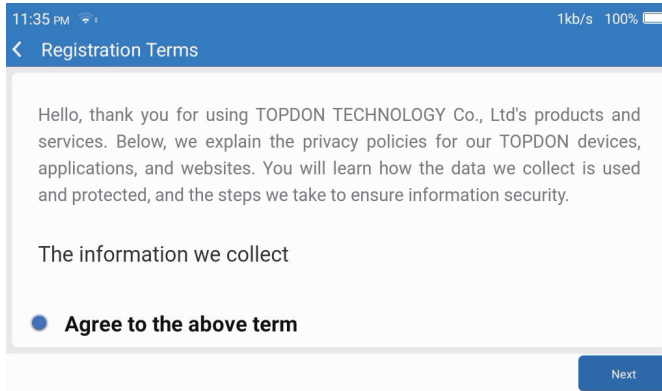 11:35 PM 1kb/s 100%
Registration Terms
Hello, thank you for using TOPDON TECHNOLOGY Co., Ltd's products and
services. Below, we explain the privacy policies for our TOPDON devices,
applications, and websites. You will learn how the data we collect is used
and protected, and the steps we take to ensure information security.
The information we collect
Agree to the above term
Next